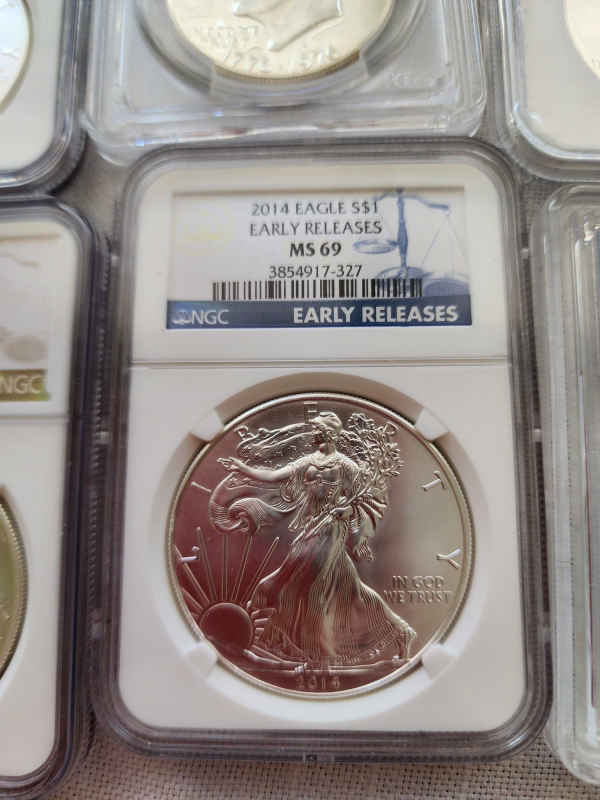 2014 EAGLE S$1
EARLY RELEASES
MS 69
3854917-327
NGC
EARLY RELEASES
NGC
LIBERTY
IN GOD
WE TRUST
2014